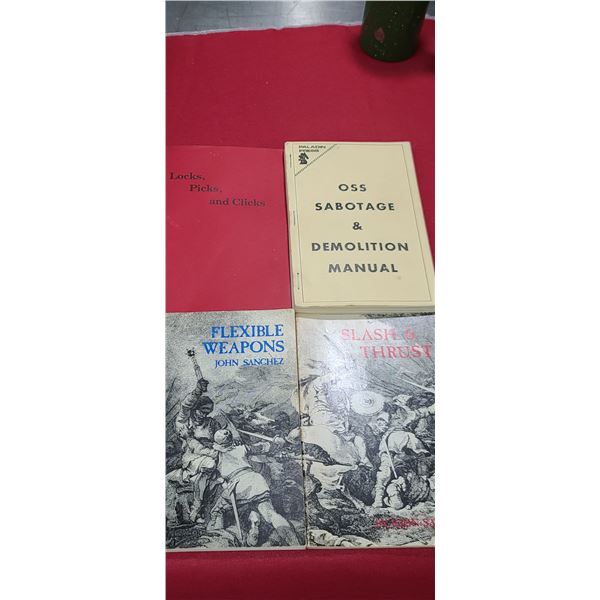 Locks,
Picks,
and Clicks
PALADIN
PRESS
OSS
SABOTAGE
&
DEMOLITION
MANUAL
FLEXIBLE
WEAPONS
JOHN SANCHEZ
SLASH &
THRUST